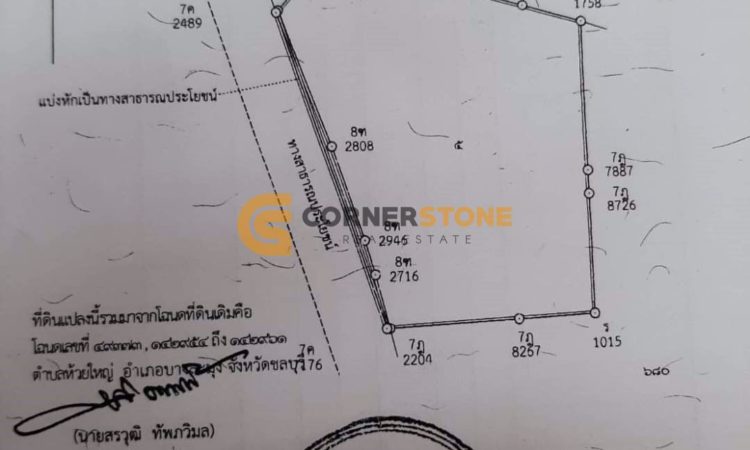 7ค
2489
1758
แบ่งหักเป็นทางสาธารณประโยชน์
8ฑ
2808
๕
7ฎ
7887
7ฎ
8726
ทางสาธารณประโยชน์
CORNERSTONE
REAL ESTATE
8ฑ
2946
8ฑ
2716
ที่ดินแปลงนี้รวมมาจากโฉนดที่ดินเดิมคือ
โฉนดเลขที่ ๔๙๓๗๓ , ๑๔๒๙๕๔ ถึง ๑๔๒๙๖๑
ตำบลห้วยใหญ่ อำเภอบางละมุง จังหวัดชลบุรี
7ค
76
7ฎ
2204
7ฎ
8267
ร
1015
๖๘๐
(นายสรวุฒิ ทัพภวิมล)